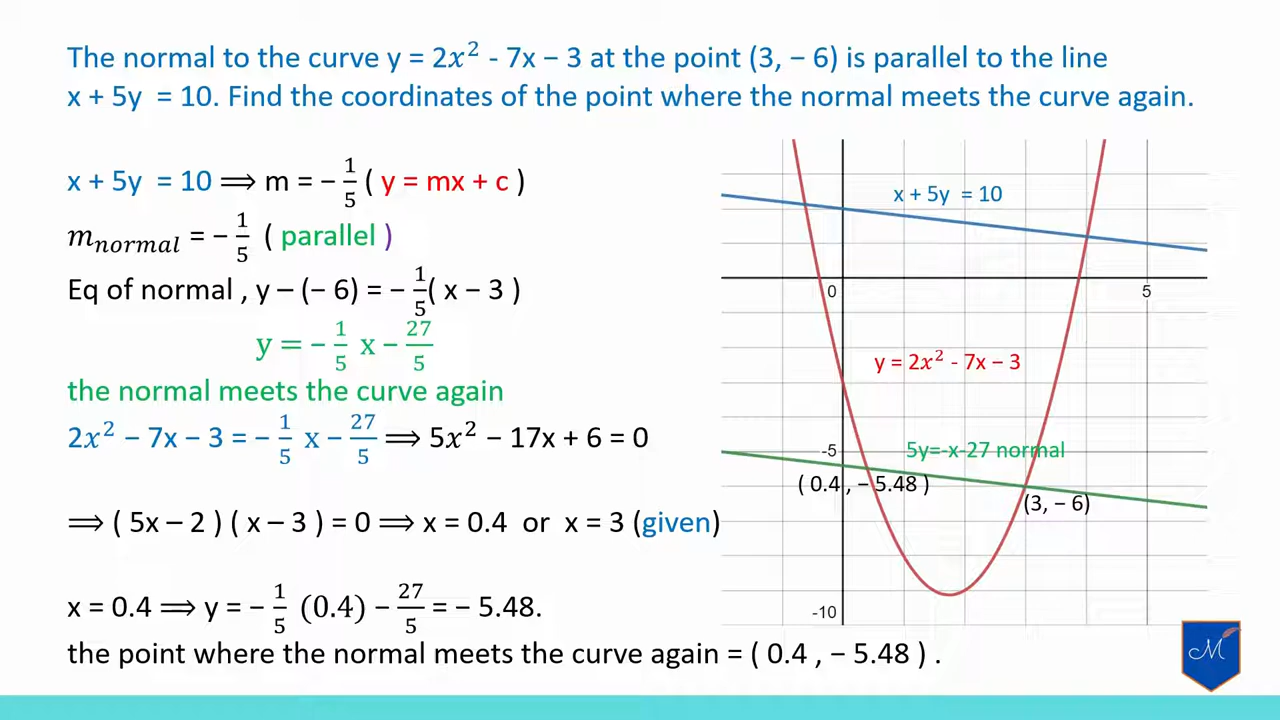 The normal to the curve y = 2x² - 7x – 3 at the point (3, – 6) is parallel to the line
x + 5y = 10. Find the coordinates of the point where the normal meets the curve again.
x + 5y = 10 ⟹ m = – 1/5 ( y = mx + c )
m_normal = – 1/5 ( parallel )
Eq of normal , y – (– 6) = – 1/5( x – 3 )
y = – 1/5 x – 27/5
the normal meets the curve again
2x² – 7x – 3 = – 1/5 x – 27/5 ⟹ 5x² – 17x + 6 = 0
⟹ ( 5x – 2 ) ( x – 3 ) = 0 ⟹ x = 0.4 or x = 3 (given)
x = 0.4 ⟹ y = – 1/5 (0.4) – 27/5 = – 5.48.
the point where the normal meets the curve again = ( 0.4 , – 5.48 ) .
x + 5y = 10
0
5
y = 2x² - 7x – 3
-5
5y=-x-27 normal
( 0.4 , – 5.48 )
(3, – 6)
-10
M